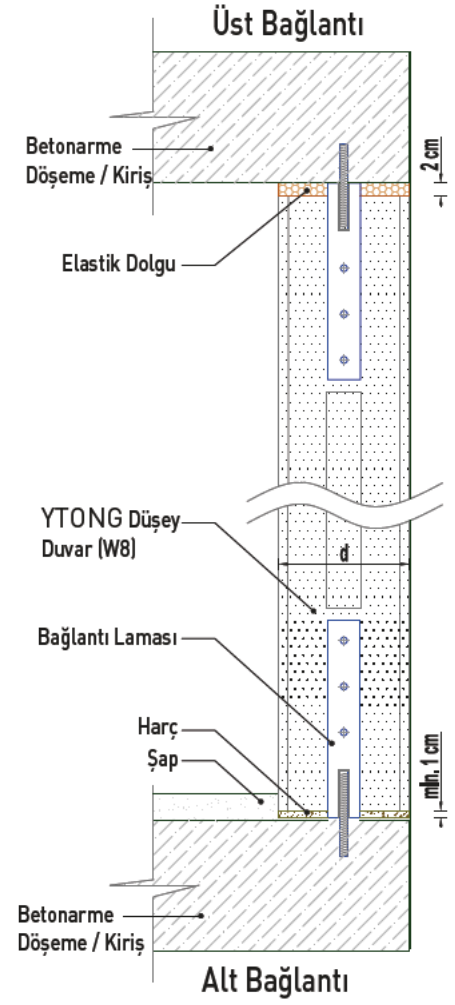 Üst Bağlantı
Betonarme
Döşeme / Kiriş
2 cm
Elastik Dolgu
YTONG Düşey
Duvar (W8)
d
Bağlantı Laması
Harç
Şap
min. 1 cm
Betonarme
Döşeme / Kiriş
Alt Bağlantı